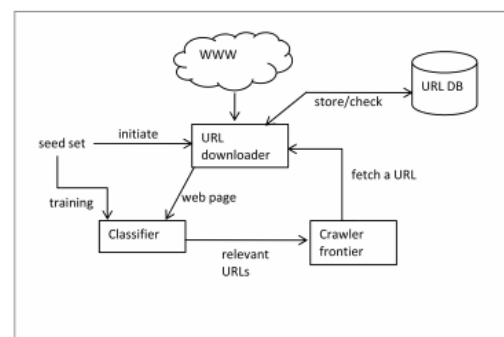 WWW
URL DB
store/check
seed set
initiate
URL
downloader
fetch a URL
training
web page
Classifier
relevant
URLs
Crawler
frontier